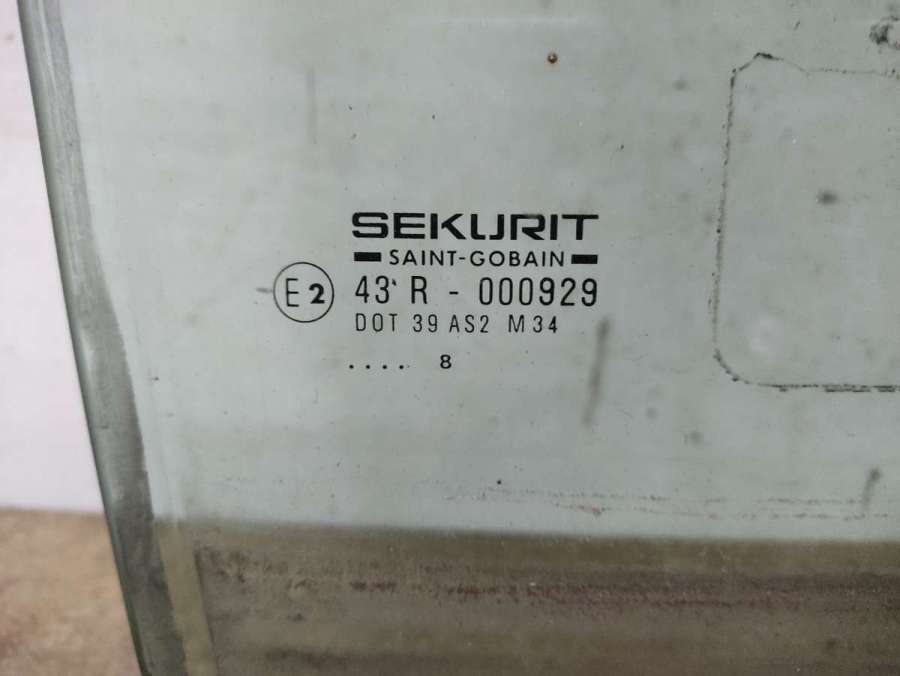 SEKURIT
SAINT-GOBAIN
E2 43 R - 000929
DOT 39 AS2 M34
.... 8